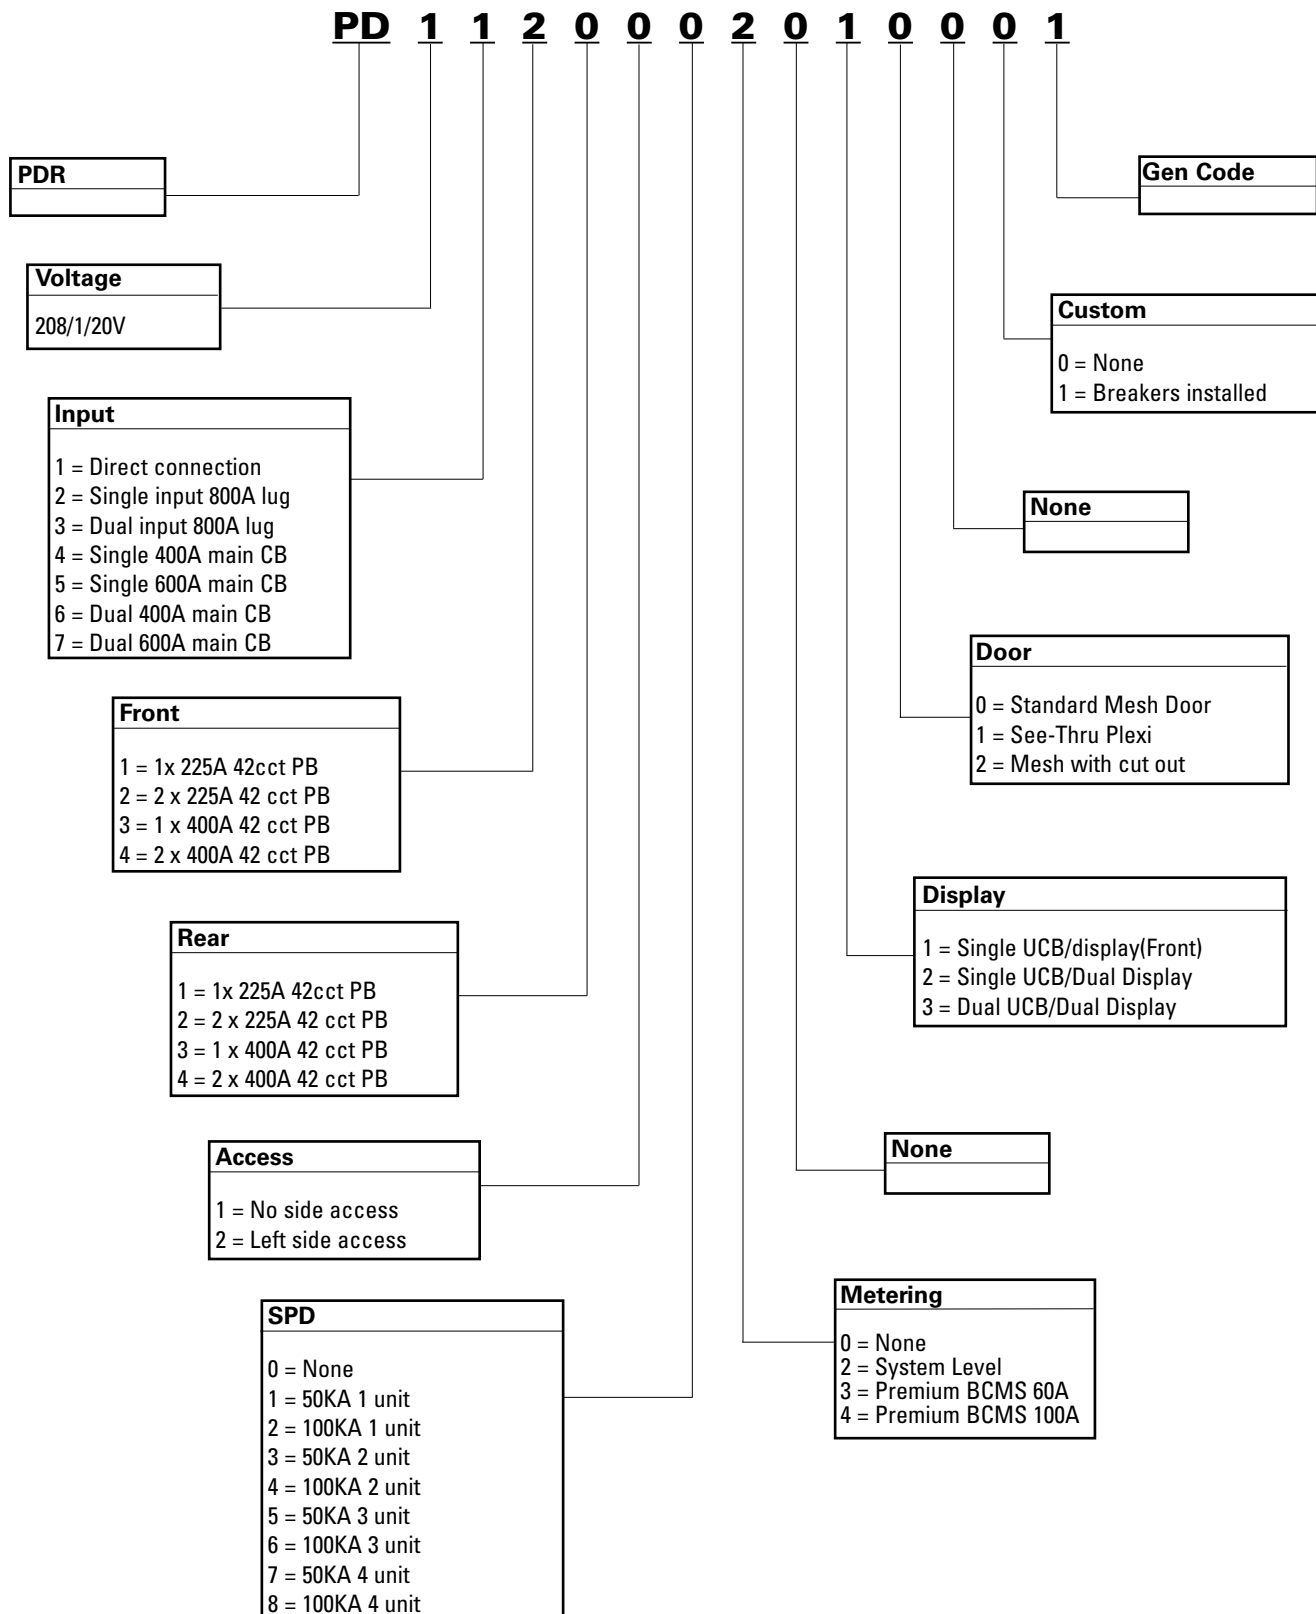 PD 1 1 2 0 0 0 2 0 1 0 0 0 1
PDR
Voltage
208/1/20V
Input
1 = Direct connection
2 = Single input 800A lug
3 = Dual input 800A lug
4 = Single 400A main CB
5 = Single 600A main CB
6 = Dual 400A main CB
7 = Dual 600A main CB
Front
1 = 1x 225A 42cct PB
2 = 2 x 225A 42 cct PB
3 = 1 x 400A 42 cct PB
4 = 2 x 400A 42 cct PB
Rear
1 = 1x 225A 42cct PB
2 = 2 x 225A 42 cct PB
3 = 1 x 400A 42 cct PB
4 = 2 x 400A 42 cct PB
Access
1 = No side access
2 = Left side access
SPD
0 = None
1 = 50KA 1 unit
2 = 100KA 1 unit
3 = 50KA 2 unit
4 = 100KA 2 unit
5 = 50KA 3 unit
6 = 100KA 3 unit
7 = 50KA 4 unit
8 = 100KA 4 unit
Gen Code
Custom
0 = None
1 = Breakers installed
None
Door
0 = Standard Mesh Door
1 = See-Thru Plexi
2 = Mesh with cut out
Display
1 = Single UCB/display(Front)
2 = Single UCB/Dual Display
3 = Dual UCB/Dual Display
None
Metering
0 = None
2 = System Level
3 = Premium BCMS 60A
4 = Premium BCMS 100A